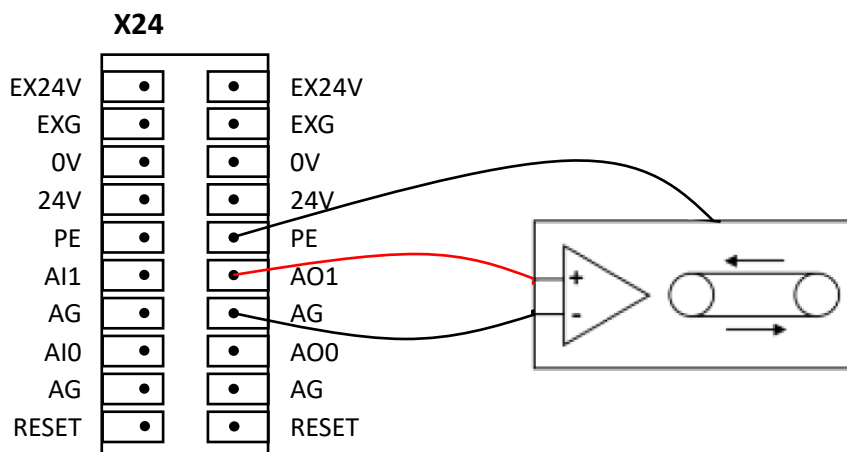 X24
EX24V EX24V
EXG EXG
0V 0V
24V 24V
PE PE
AI1 AO1
AG AG
AI0 AO0
AG AG
RESET RESET
+
-